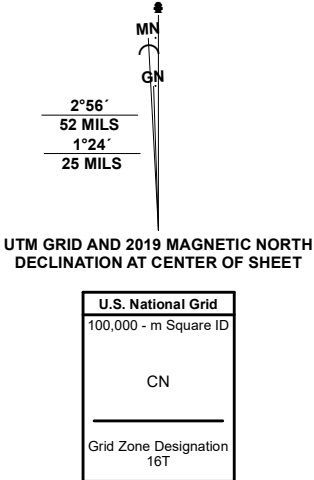 MN
GN
2°56´
52 MILS
1°24´
25 MILS
UTM GRID AND 2019 MAGNETIC NORTH
DECLINATION AT CENTER OF SHEET
U.S. National Grid
100,000 - m Square ID
CN
Grid Zone Designation
16T